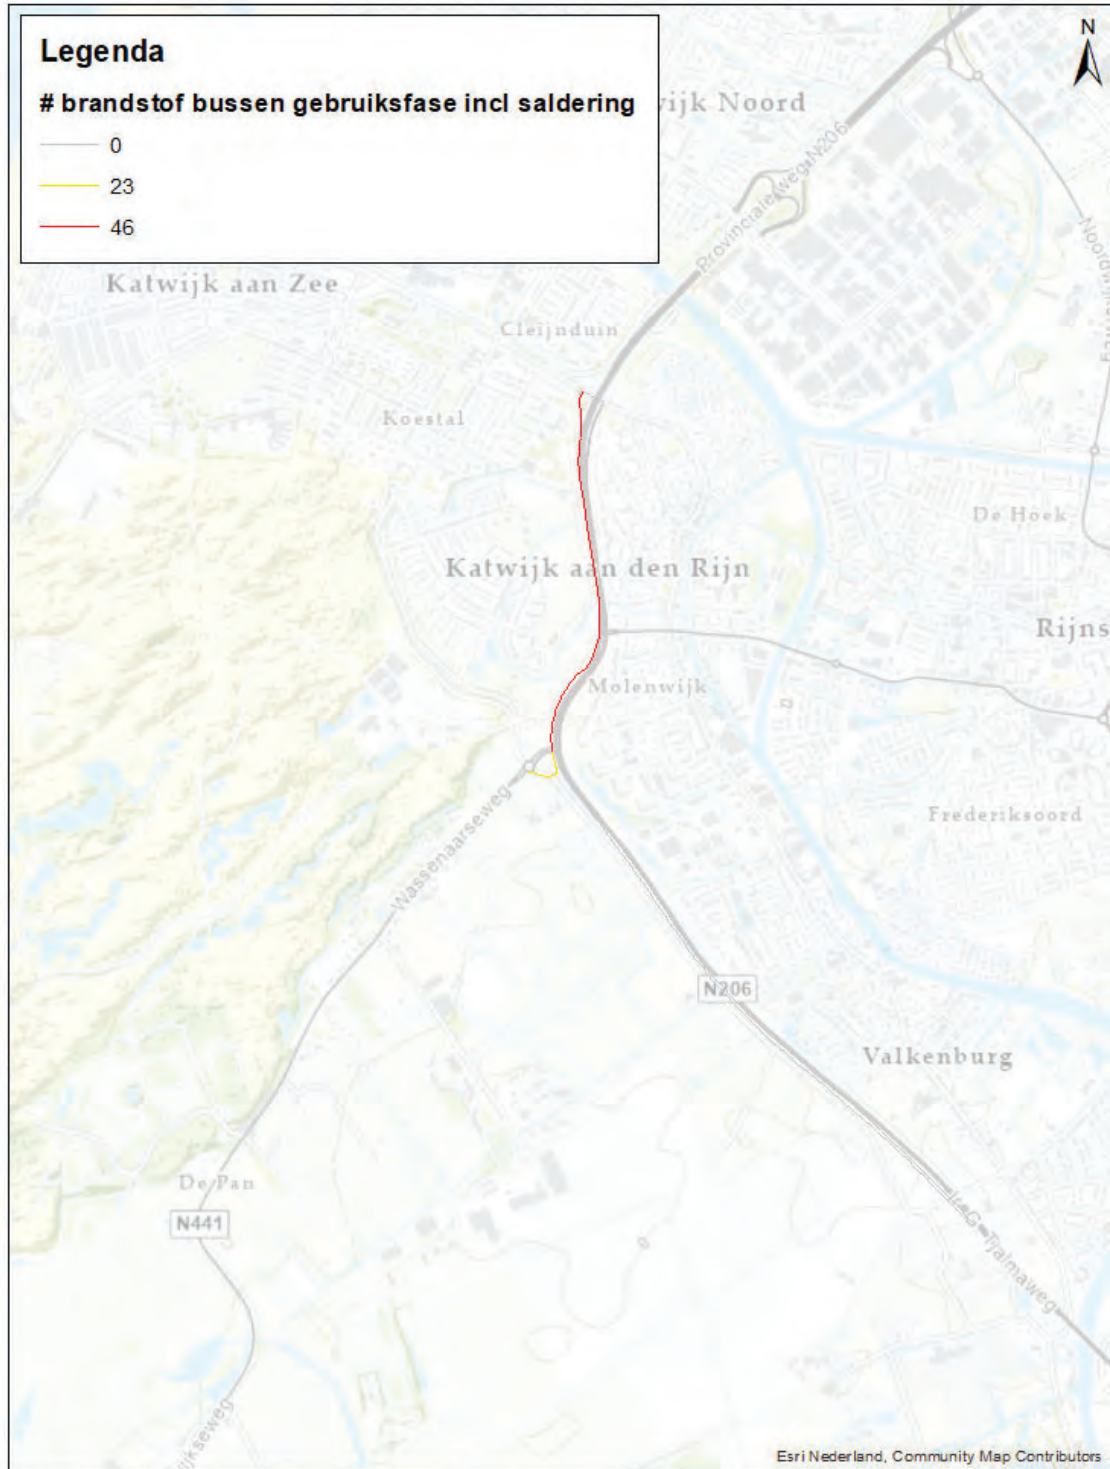 Legenda
# brandstof bussen gebruiksfase incl saldering
0
23
46
N
wijk Noord
Provincialeweg-N206
Katwijk aan Zee
Cleijnduin
Koestal
De Hoek
Katwijk aan den Rijn
Rijns
Molenwijk
Wassenaarseweg
Frederiksoord
N206
Valkenburg
De Pan
N441
Ir. G. Tjalmaweg
ijkseweg
Esri Nederland, Community Map Contributors